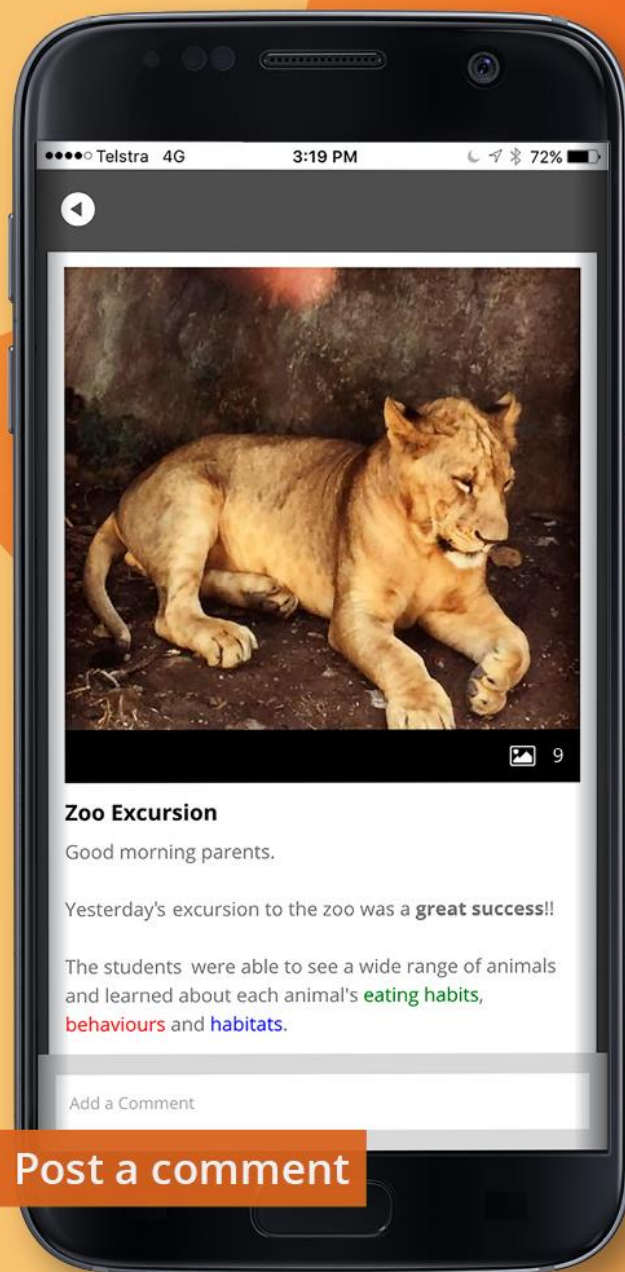 Telstra 4G 3:19 PM 72%
9
Zoo Excursion
Good morning parents.
Yesterday's excursion to the zoo was a great success!!
The students were able to see a wide range of animals
and learned about each animal's eating habits,
behaviours and habitats.
Add a Comment
Post a comment